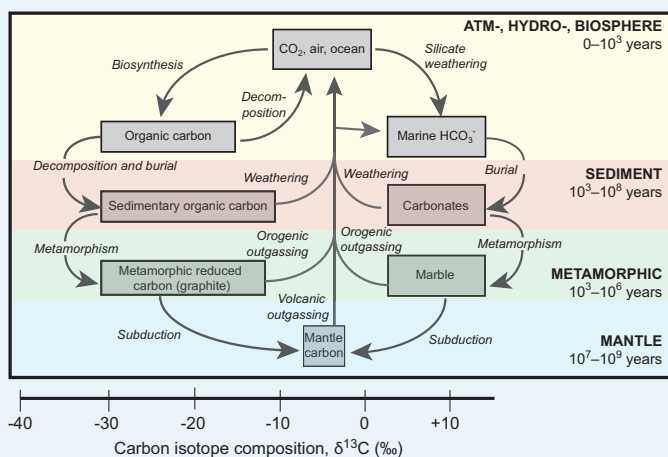 ATM-, HYDRO-, BIOSPHERE
0–10³ years
CO₂, air, ocean
Biosynthesis
Silicate
weathering
Decom-
position
Organic carbon
Marine HCO₃⁻
Decomposition and burial
Burial
SEDIMENT
10³–10⁸ years
Weathering
Weathering
Sedimentary organic carbon
Carbonates
Metamorphism
Orogenic
outgassing
Orogenic
outgassing
Metamorphism
Metamorphic reduced
carbon (graphite)
Marble
METAMORPHIC
10³–10⁶ years
Volcanic
outgassing
Subduction
Mantle
carbon
Subduction
MANTLE
10⁷–10⁹ years
-40 -30 -20 -10 0 +10
Carbon isotope composition, δ¹³C (‰)